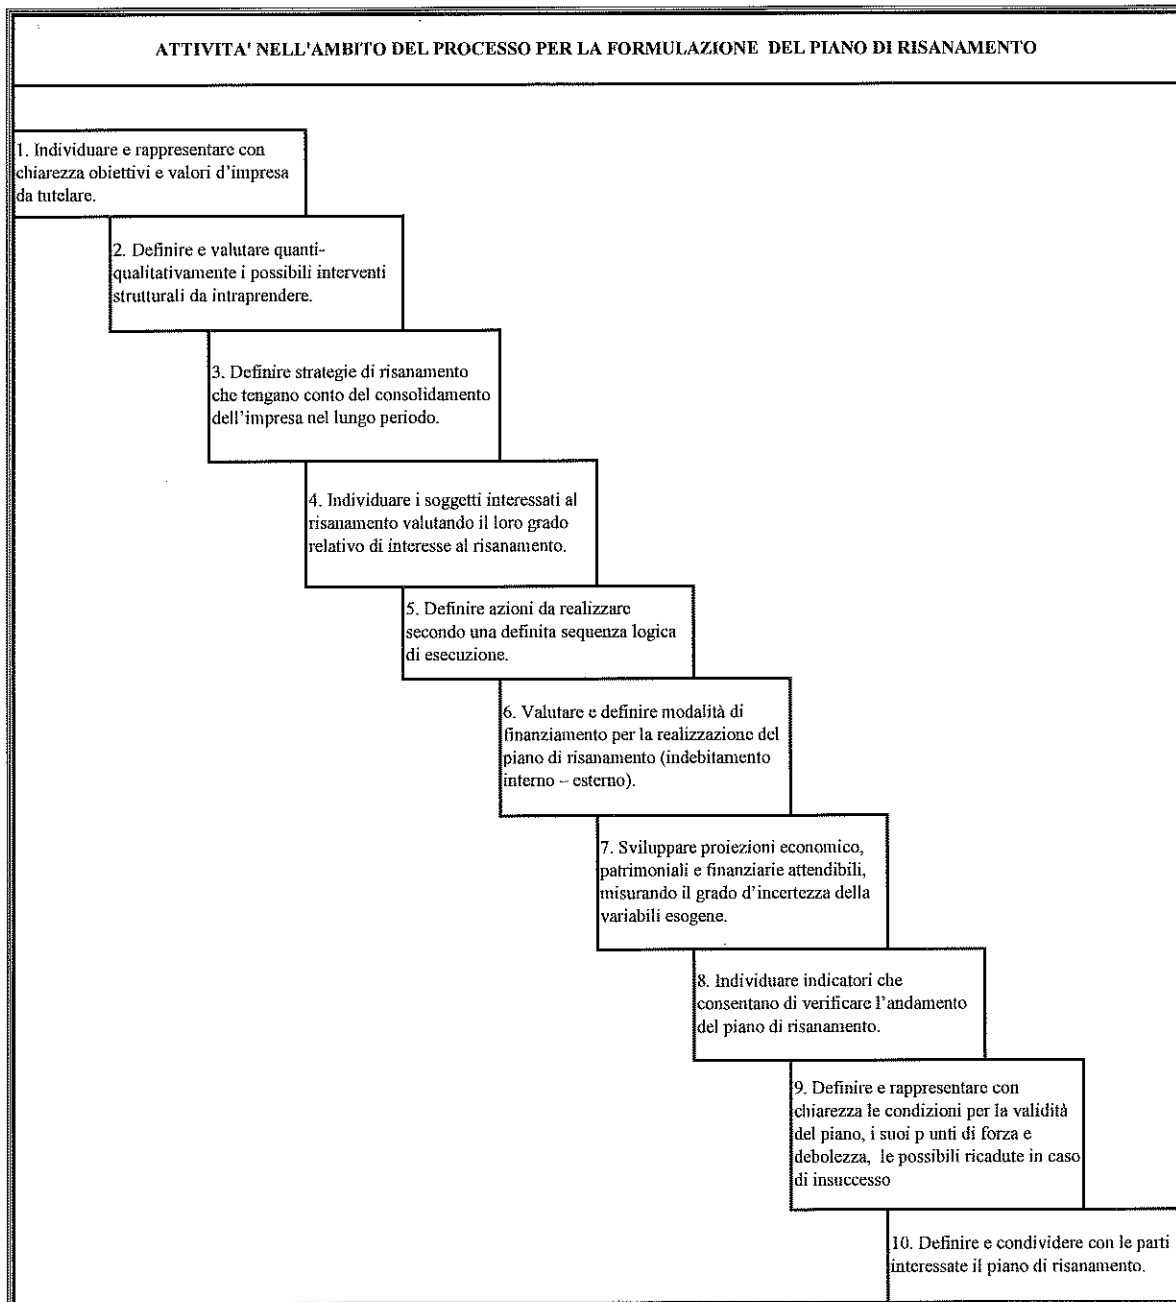 ATTIVITA' NELL'AMBITO DEL PROCESSO PER LA FORMULAZIONE DEL PIANO DI RISANAMENTO
1. Individuare e rappresentare con
chiarezza obiettivi e valori d'impresa
da tutelare.
2. Definire e valutare quanti-
qualitativamente i possibili interventi
strutturali da intraprendere.
3. Definire strategie di risanamento
che tengano conto del consolidamento
dell'impresa nel lungo periodo.
4. Individuare i soggetti interessati al
risanamento valutando il loro grado
relativo di interesse al risanamento.
5. Definire azioni da realizzare
secondo una definita sequenza logica
di esecuzione.
6. Valutare e definire modalità di
finanziamento per la realizzazione del
piano di risanamento (indebitamento
interno – esterno).
7. Sviluppare proiezioni economico,
patrimoniali e finanziarie attendibili,
misurando il grado d'incertezza della
variabili esogene.
8. Individuare indicatori che
consentano di verificare l'andamento
del piano di risanamento.
9. Definire e rappresentare con
chiarezza le condizioni per la validità
del piano, i suoi p unti di forza e
debolezza, le possibili ricadute in caso
di insuccesso
10. Definire e condividere con le parti
interessate il piano di risanamento.